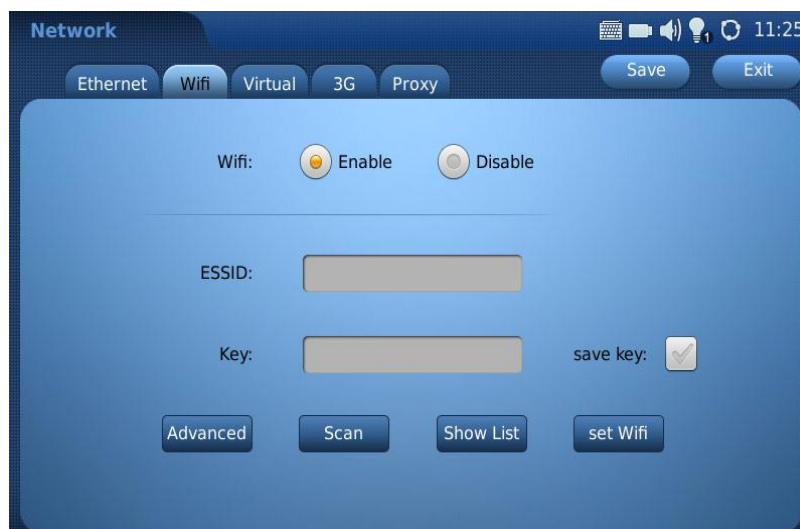 Network 1 11:25
Save Exit
Ethernet Wifi Virtual 3G Proxy
Wifi: Enable Disable
ESSID:
Key: save key:
Advanced Scan Show List set Wifi